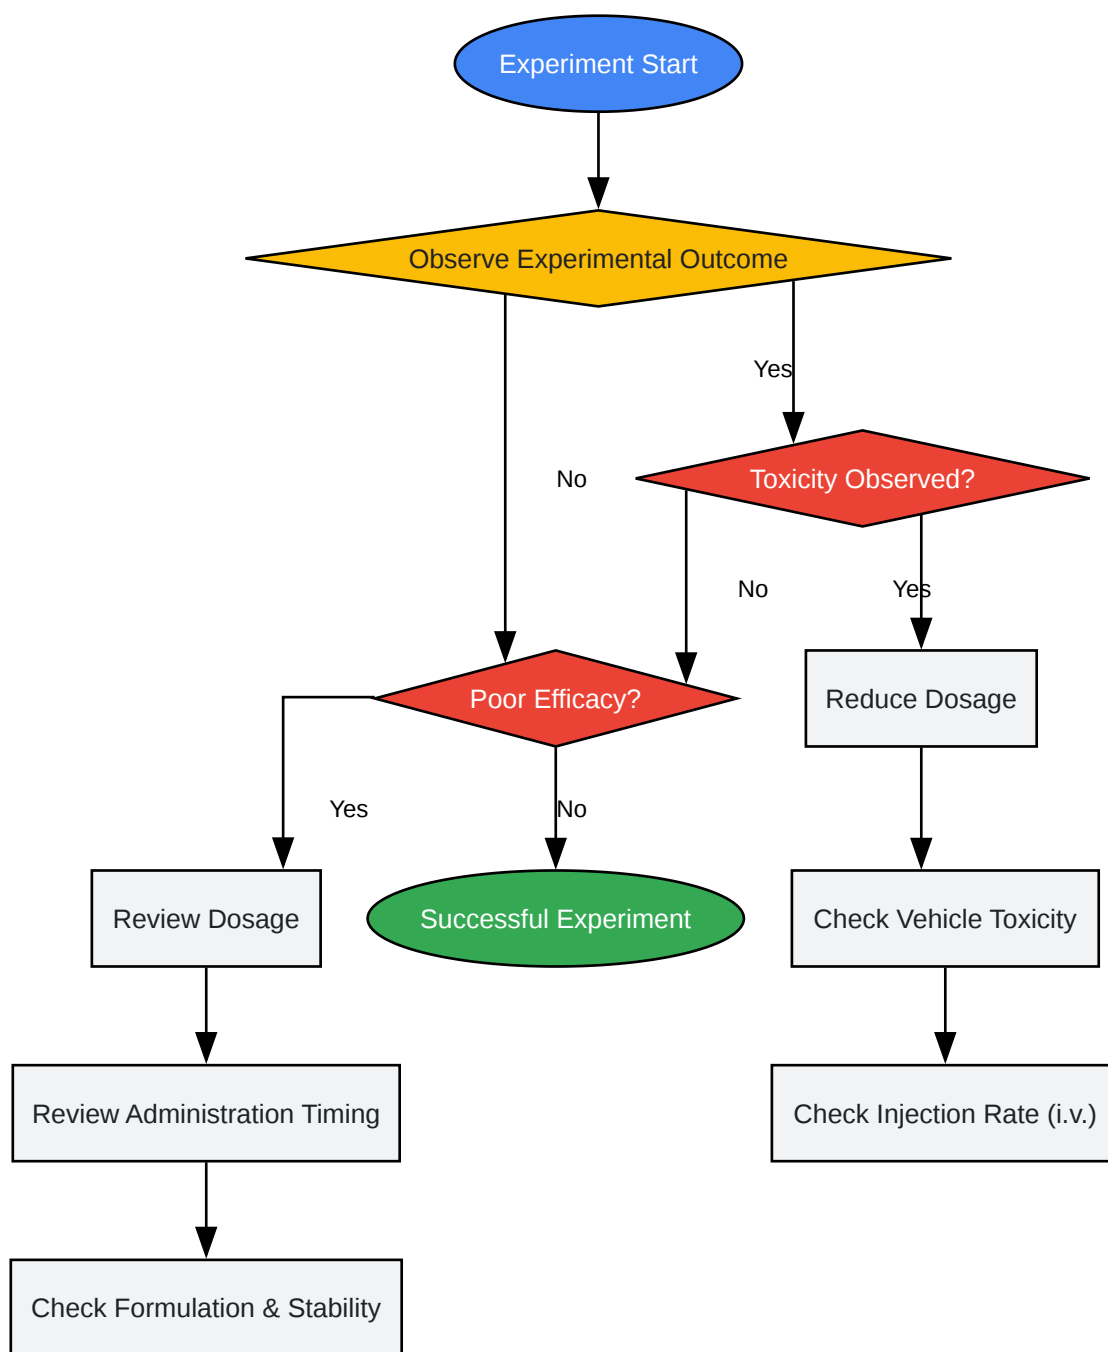 Experiment Start
Observe Experimental Outcome
Yes
No
Toxicity Observed?
No
Yes
Poor Efficacy?
Reduce Dosage
Yes
No
Review Dosage
Successful Experiment
Check Vehicle Toxicity
Review Administration Timing
Check Injection Rate (i.v.)
Check Formulation & Stability